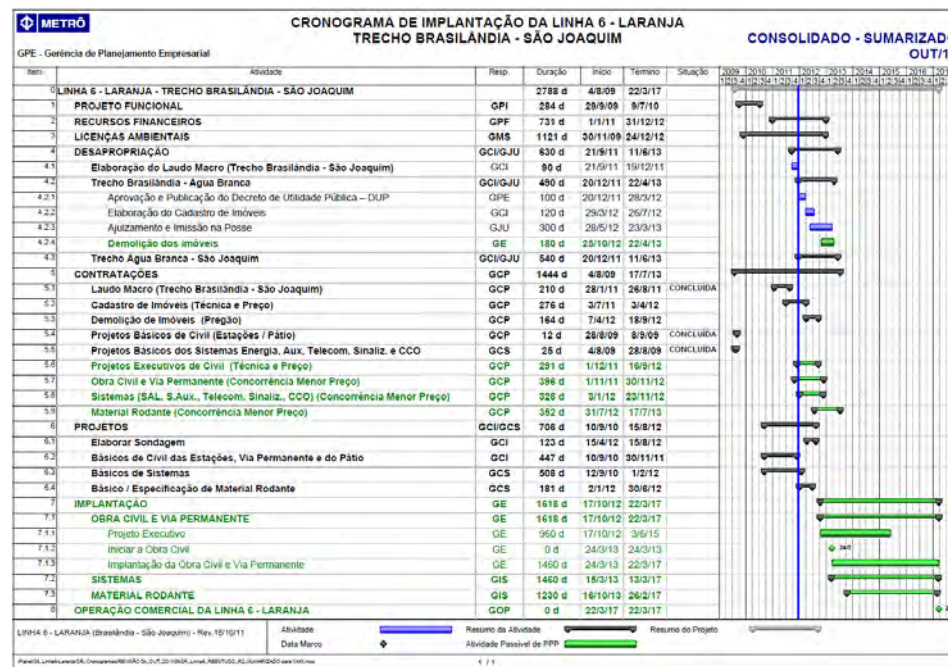 METRÔ
CRONOGRAMA DE IMPLANTAÇÃO DA LINHA 6 - LARANJA
TRECHO BRASILÂNDIA - SÃO JOAQUIM
CONSOLIDADO - SUMARIZAD
OUT/1
GPE - Gerência de Planejamento Empresarial
Item Atividade Resp. Duração Início Término Situação 2009 2010 2011 2012 2013 2014 2015 2016
0 LINHA 6 - LARANJA - TRECHO BRASILÂNDIA - SÃO JOAQUIM 2788 d 4/8/09 22/3/17
1 PROJETO FUNCIONAL GPI 284 d 29/9/09 9/7/10
2 RECURSOS FINANCEIROS GPF 731 d 1/1/11 31/12/12
3 LICENÇAS AMBIENTAIS GMS 1121 d 30/11/09 24/12/12
4 DESAPROPRIAÇÃO GCI/GJU 630 d 21/9/11 11/6/13
4.1 Elaboração do Laudo Macro (Trecho Brasilândia - São Joaquim) GCI 90 d 21/9/11 19/12/11
4.2 Trecho Brasilândia - Água Branca GCI/GJU 490 d 20/12/11 22/4/13
4.2.1 Aprovação e Publicação do Decreto de Utilidade Pública – DUP GPE 100 d 20/12/11 28/3/12
4.2.2 Elaboração do Cadastro de Imóveis GCI 120 d 29/3/12 26/7/12
4.2.3 Ajuizamento e Imissão na Posse GJU 300 d 28/5/12 23/3/13
4.2.4 Demolição dos imóveis GE 180 d 25/10/12 22/4/13
4.3 Trecho Água Branca - São Joaquim GCI/GJU 540 d 20/12/11 11/6/13
5 CONTRATAÇÕES GCP 1444 d 4/8/09 17/7/13
5.1 Laudo Macro (Trecho Brasilândia - São Joaquim) GCP 210 d 28/1/11 26/8/11 CONCLUÍDA
5.2 Cadastro de Imóveis (Técnica e Preço) GCP 276 d 3/7/11 3/4/12
5.3 Demolição de Imóveis (Pregão) GCP 164 d 7/4/12 18/9/12
5.4 Projetos Básicos de Civil (Estações / Pátio) GCP 12 d 28/8/09 8/9/09 CONCLUÍDA
5.5 Projetos Básicos dos Sistemas Energia, Aux, Telecom, Sinaliz. e CCO GCS 25 d 4/8/09 28/8/09 CONCLUÍDA
5.6 Projetos Executivos de Civil (Técnica e Preço) GCP 291 d 1/12/11 16/9/12
5.7 Obra Civil e Via Permanente (Concorrência Menor Preço) GCP 396 d 1/11/11 30/11/12
5.8 Sistemas (SAL, S.Aux., Telecom, Sinaliz., CCO) (Concorrência Menor Preço) GCP 326 d 3/1/12 23/11/12
5.9 Material Rodante (Concorrência Menor Preço) GCP 352 d 31/7/12 17/7/13
6 PROJETOS GCI/GCS 706 d 10/9/10 15/8/12
6.1 Elaborar Sondagem GCI 123 d 15/4/12 15/8/12
6.2 Básicos de Civil das Estações, Via Permanente e do Pátio GCI 447 d 10/9/10 30/11/11
6.3 Básicos de Sistemas GCS 508 d 12/9/10 1/2/12
6.4 Básico / Especificação de Material Rodante GCS 181 d 2/1/12 30/6/12
7 IMPLANTAÇÃO GE 1618 d 17/10/12 22/3/17
7.1 OBRA CIVIL E VIA PERMANENTE GE 1618 d 17/10/12 22/3/17
7.1.1 Projeto Executivo GE 960 d 17/10/12 3/6/15
7.1.2 Iniciar a Obra Civil GE 0 d 24/3/13 24/3/13
7.1.3 Implantação da Obra Civil e Via Permanente GE 1460 d 24/3/13 22/3/17
7.2 SISTEMAS GIS 1460 d 15/3/13 13/3/17
7.3 MATERIAL RODANTE GIS 1230 d 16/10/13 26/2/17
8 OPERAÇÃO COMERCIAL DA LINHA 6 - LARANJA GOP 0 d 22/3/17 22/3/17
LINHA 6 - LARANJA (Brasilândia - São Joaquim) - Rev. 18/10/11
Atividade Resumo da Atividade Resumo do Projeto
Data Marco Atividade Passível de PPP
1 / 1